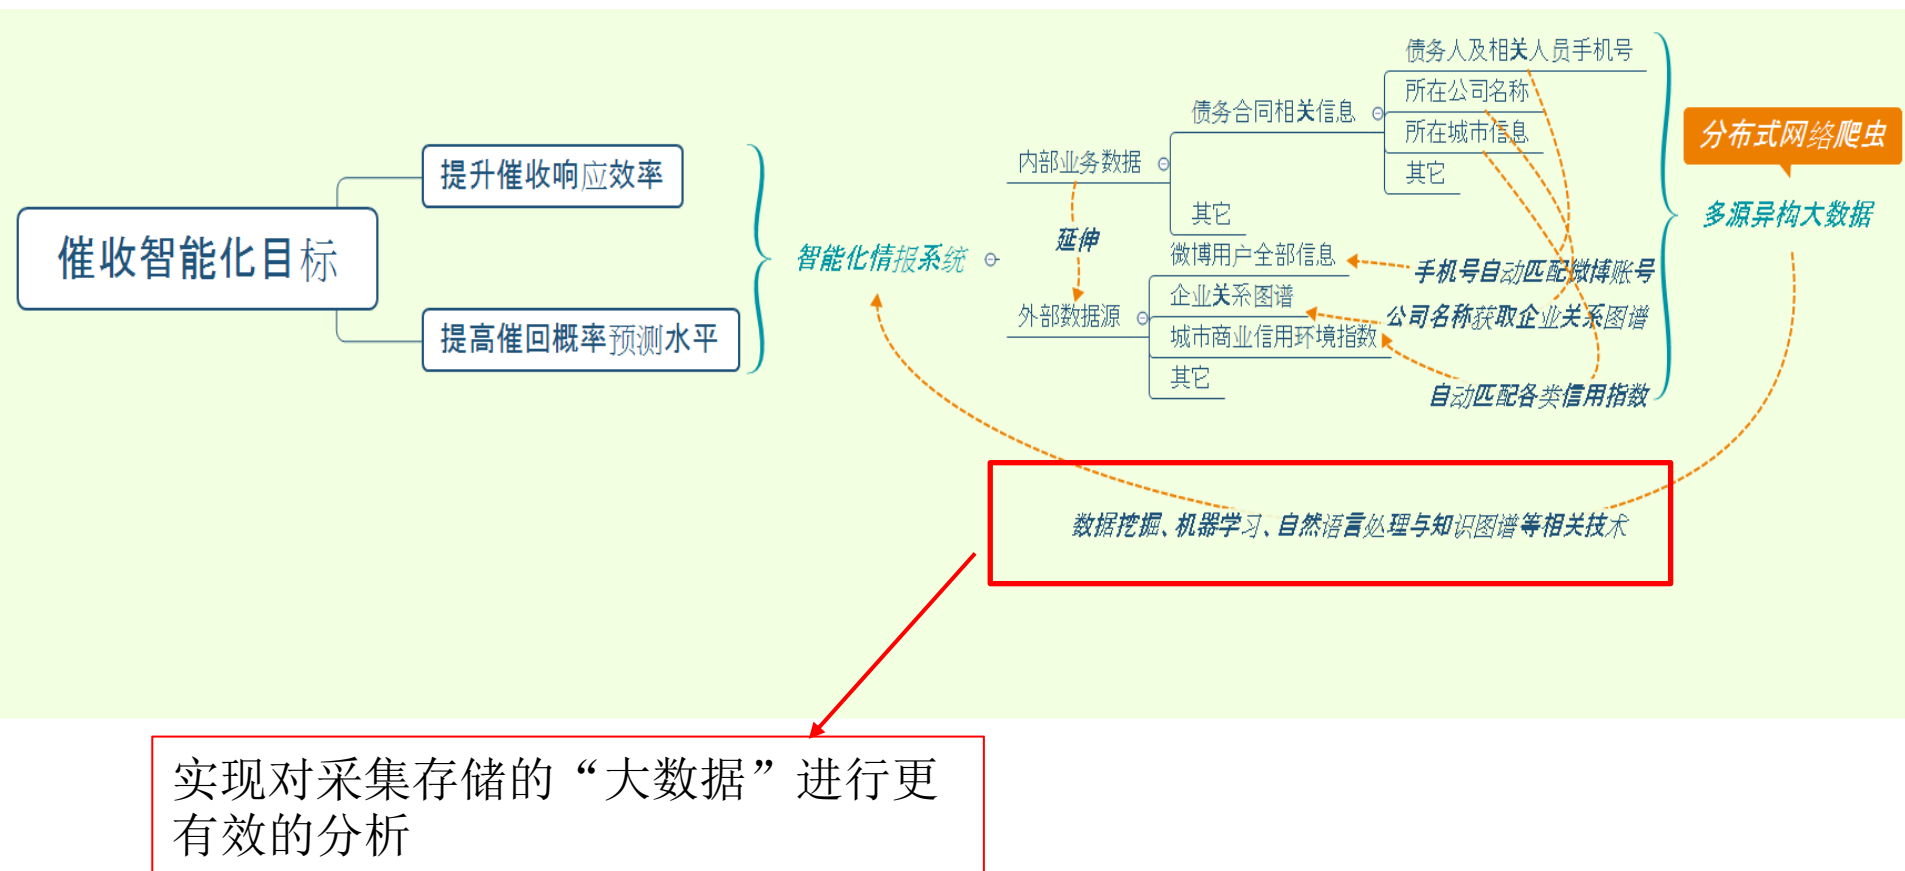 催收智能化目标
提升催收响应效率
提高催回概率预测水平
智能化情报系统
内部业务数据
债务合同相关信息
债务人及相关人员手机号
所在公司名称
所在城市信息
其它
其它
延伸
外部数据源
微博用户全部信息
企业关系图谱
城市商业信用环境指数
其它
手机号自动匹配微博账号
公司名称获取企业关系图谱
自动匹配各类信用指数
分布式网络爬虫
多源异构大数据
数据挖掘、机器学习、自然语言处理与知识图谱等相关技术
实现对采集存储的“大数据”进行更
有效的分析